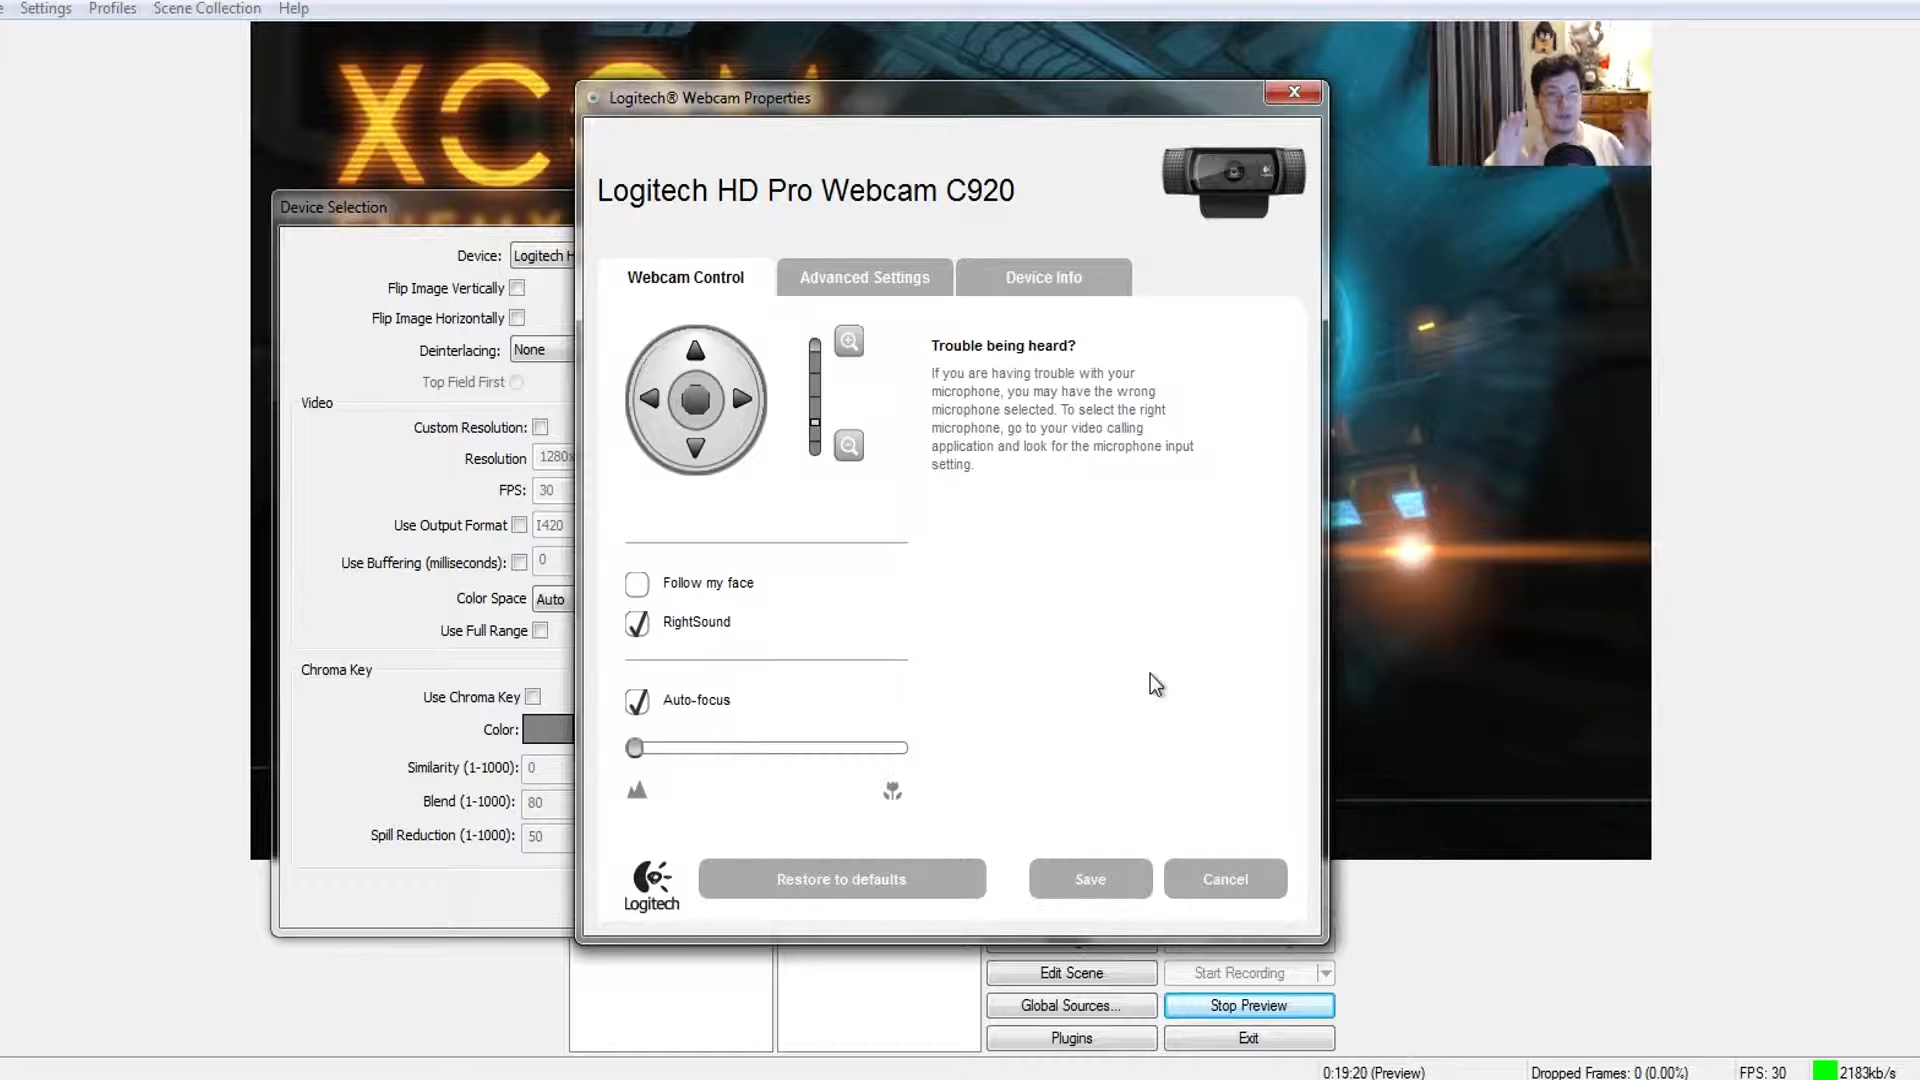 Settings Profiles Scene Collection Help
XCOM
Logitech® Webcam Properties
Logitech HD Pro Webcam C920
Webcam Control Advanced Settings Device Info
Trouble being heard?
If you are having trouble with your
microphone, you may have the wrong
microphone selected. To select the right
microphone, go to your video calling
application and look for the microphone input
setting.
Follow my face
RightSound
Auto-focus
Logitech
Restore to defaults Save Cancel
Device Selection
Device: Logitech H
Flip Image Vertically
Flip Image Horizontally
Deinterlacing: None
Top Field First
Video
Custom Resolution:
Resolution 1280x
FPS: 30
Use Output Format I420
Use Buffering (milliseconds): 0
Color Space Auto
Use Full Range
Chroma Key
Use Chroma Key
Color:
Similarity (1-1000): 0
Blend (1-1000): 80
Spill Reduction (1-1000): 50
Edit Scene Start Recording
Global Sources... Stop Preview
Plugins Exit
0:19:20 (Preview) Dropped Frames: 0 (0.00%) FPS: 30 2183kb/s